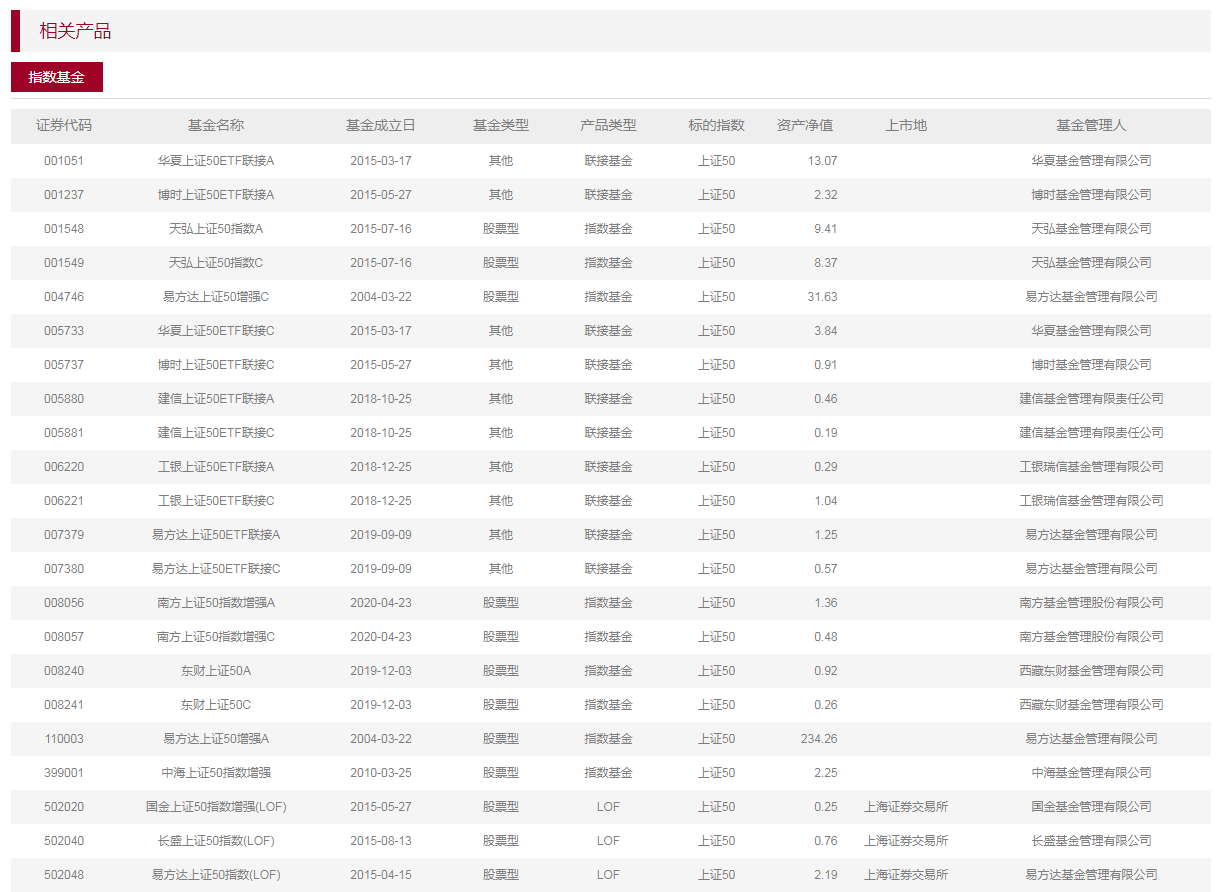 相关产品
指数基金
证券代码 基金名称 基金成立日 基金类型 产品类型 标的指数 资产净值 上市地 基金管理人
001051 华夏上证50ETF联接A 2015-03-17 其他 联接基金 上证50 13.07 华夏基金管理有限公司
001237 博时上证50ETF联接A 2015-05-27 其他 联接基金 上证50 2.32 博时基金管理有限公司
001548 天弘上证50指数A 2015-07-16 股票型 指数基金 上证50 9.41 天弘基金管理有限公司
001549 天弘上证50指数C 2015-07-16 股票型 指数基金 上证50 8.37 天弘基金管理有限公司
004746 易方达上证50增强C 2004-03-22 股票型 指数基金 上证50 31.63 易方达基金管理有限公司
005733 华夏上证50ETF联接C 2015-03-17 其他 联接基金 上证50 3.84 华夏基金管理有限公司
005737 博时上证50ETF联接C 2015-05-27 其他 联接基金 上证50 0.91 博时基金管理有限公司
005880 建信上证50ETF联接A 2018-10-25 其他 联接基金 上证50 0.46 建信基金管理有限责任公司
005881 建信上证50ETF联接C 2018-10-25 其他 联接基金 上证50 0.19 建信基金管理有限责任公司
006220 工银上证50ETF联接A 2018-12-25 其他 联接基金 上证50 0.29 工银瑞信基金管理有限公司
006221 工银上证50ETF联接C 2018-12-25 其他 联接基金 上证50 1.04 工银瑞信基金管理有限公司
007379 易方达上证50ETF联接A 2019-09-09 其他 联接基金 上证50 1.25 易方达基金管理有限公司
007380 易方达上证50ETF联接C 2019-09-09 其他 联接基金 上证50 0.57 易方达基金管理有限公司
008056 南方上证50指数增强A 2020-04-23 股票型 指数基金 上证50 1.36 南方基金管理股份有限公司
008057 南方上证50指数增强C 2020-04-23 股票型 指数基金 上证50 0.48 南方基金管理股份有限公司
008240 东财上证50A 2019-12-03 股票型 指数基金 上证50 0.92 西藏东财基金管理有限公司
008241 东财上证50C 2019-12-03 股票型 指数基金 上证50 0.26 西藏东财基金管理有限公司
110003 易方达上证50增强A 2004-03-22 股票型 指数基金 上证50 234.26 易方达基金管理有限公司
399001 中海上证50指数增强 2010-03-25 股票型 指数基金 上证50 2.25 中海基金管理有限公司
502020 国金上证50指数增强(LOF) 2015-05-27 股票型 LOF 上证50 0.25 上海证券交易所 国金基金管理有限公司
502040 长盛上证50指数(LOF) 2015-08-13 股票型 LOF 上证50 0.76 上海证券交易所 长盛基金管理有限公司
502048 易方达上证50指数(LOF) 2015-04-15 股票型 LOF 上证50 2.19 上海证券交易所 易方达基金管理有限公司